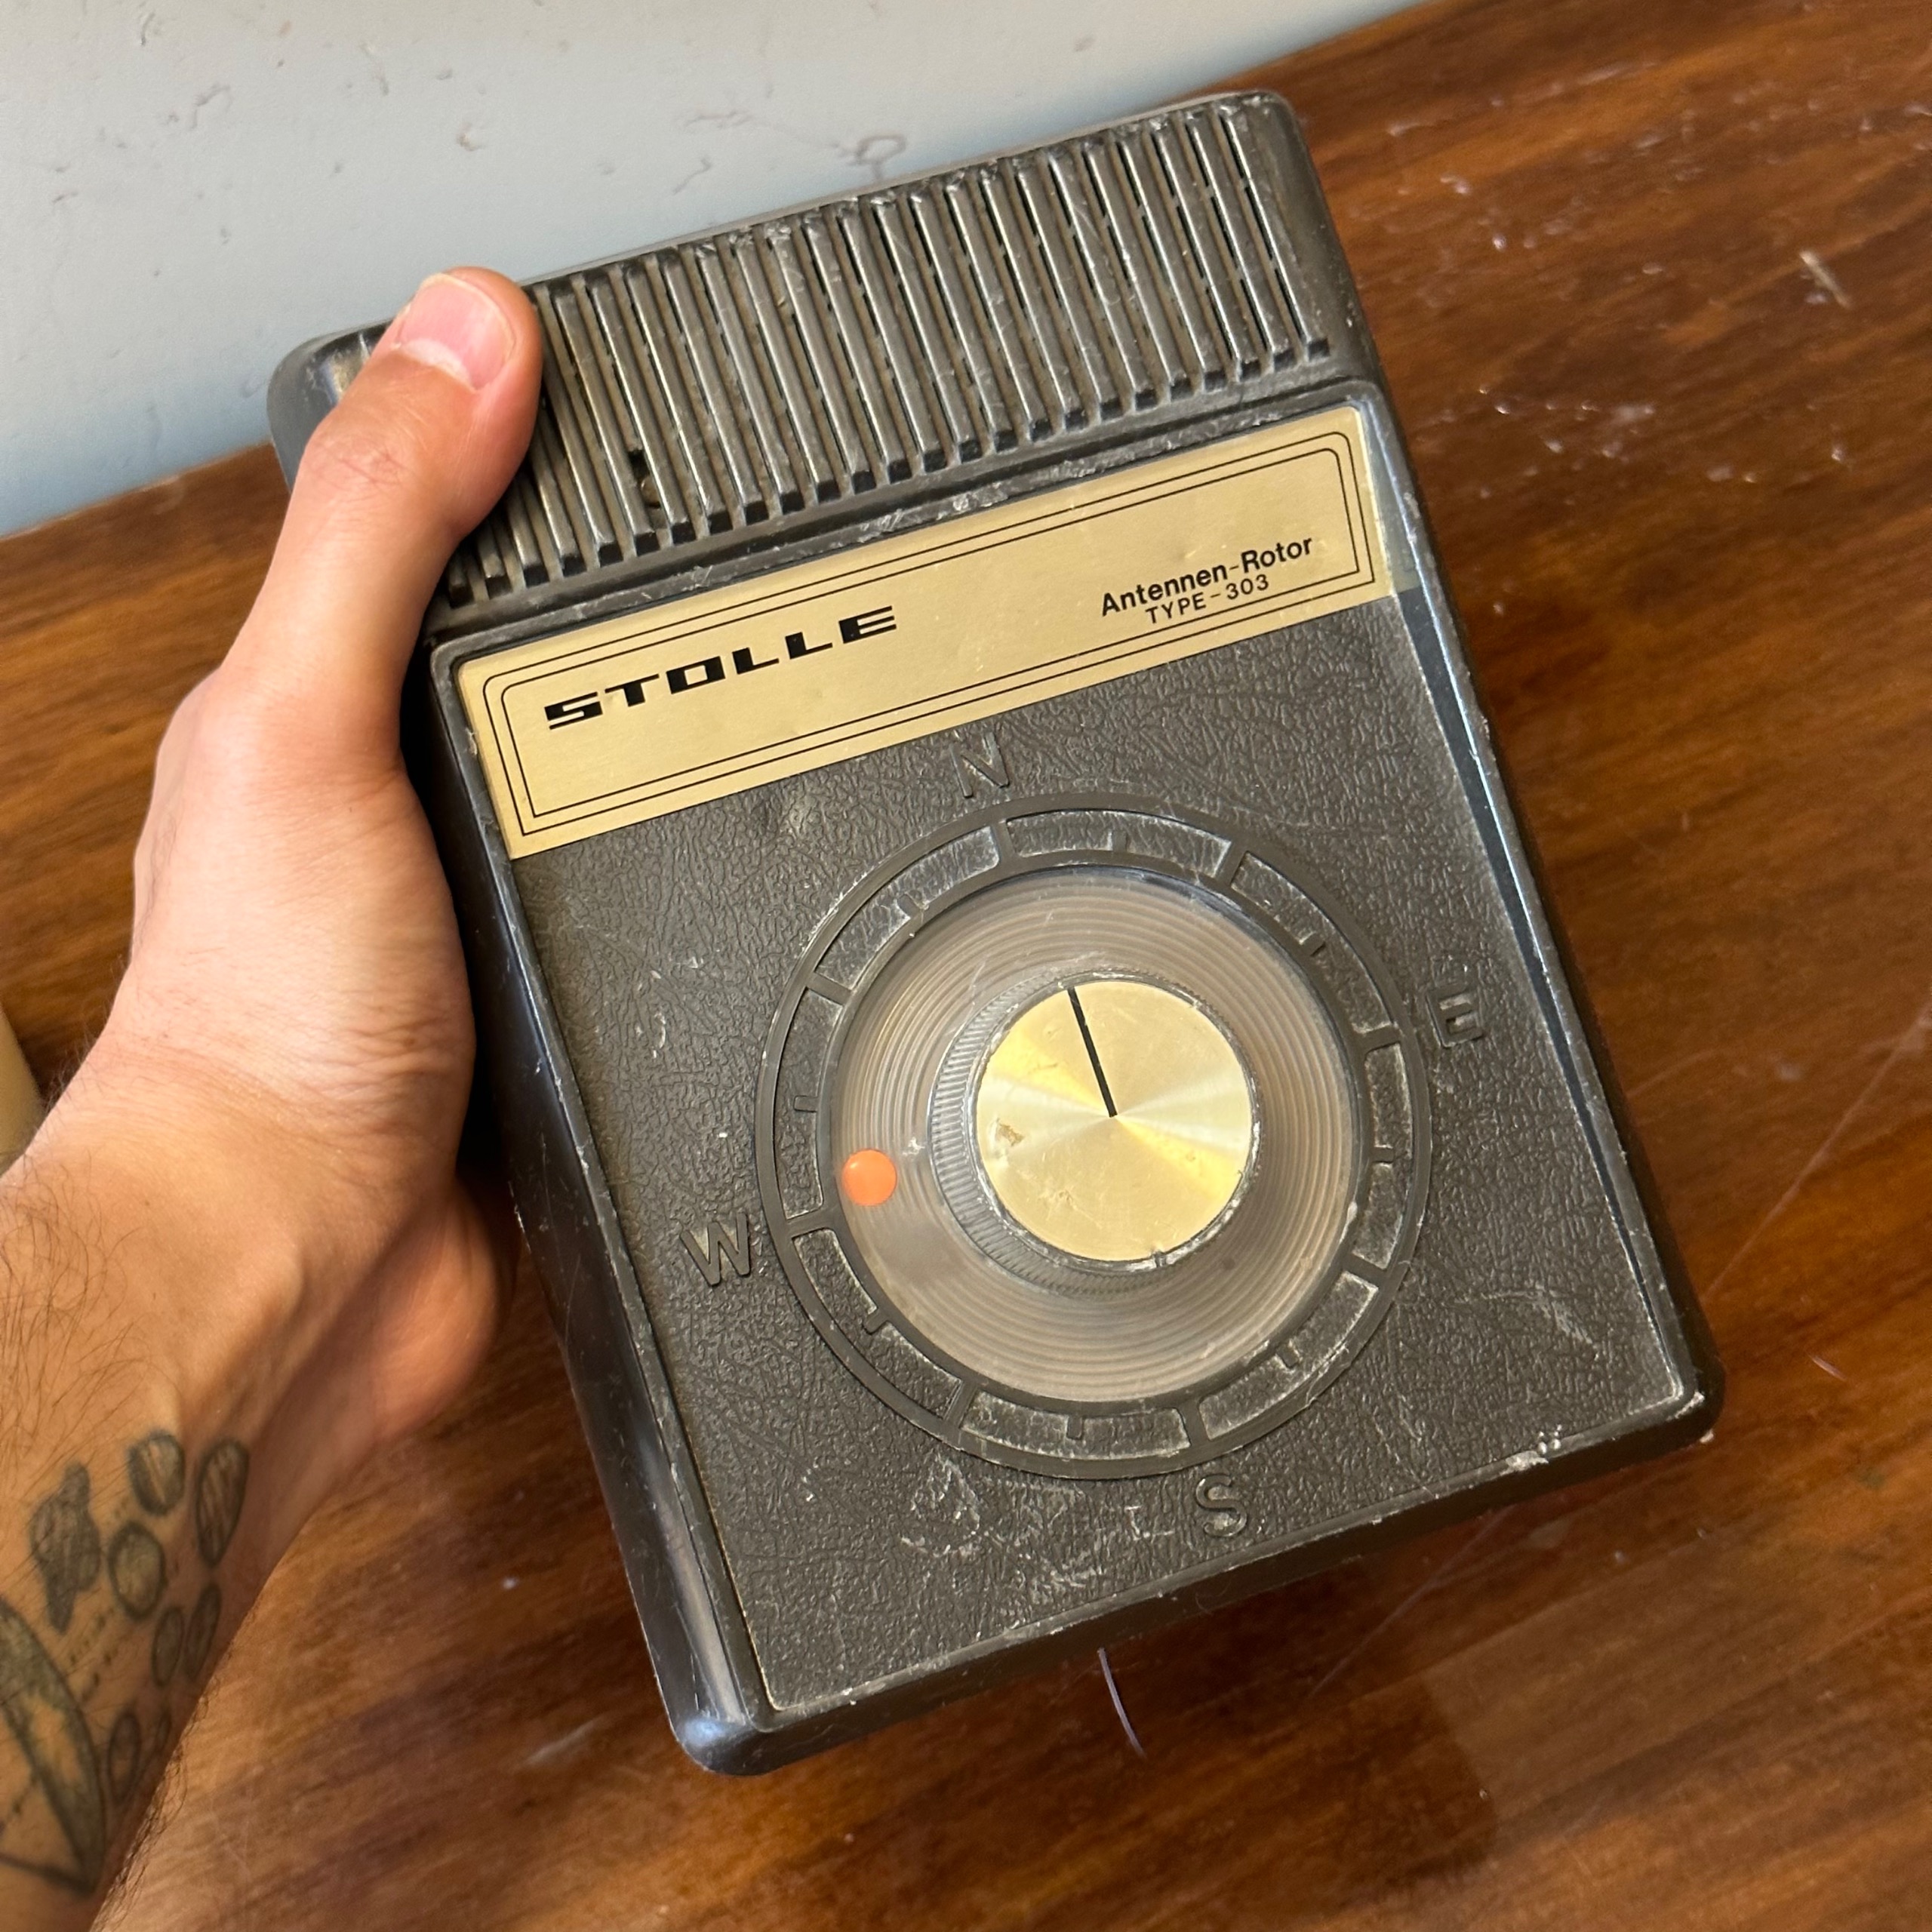 STOLLE
Antennen-Rotor
TYPE-303
N
E
W
S